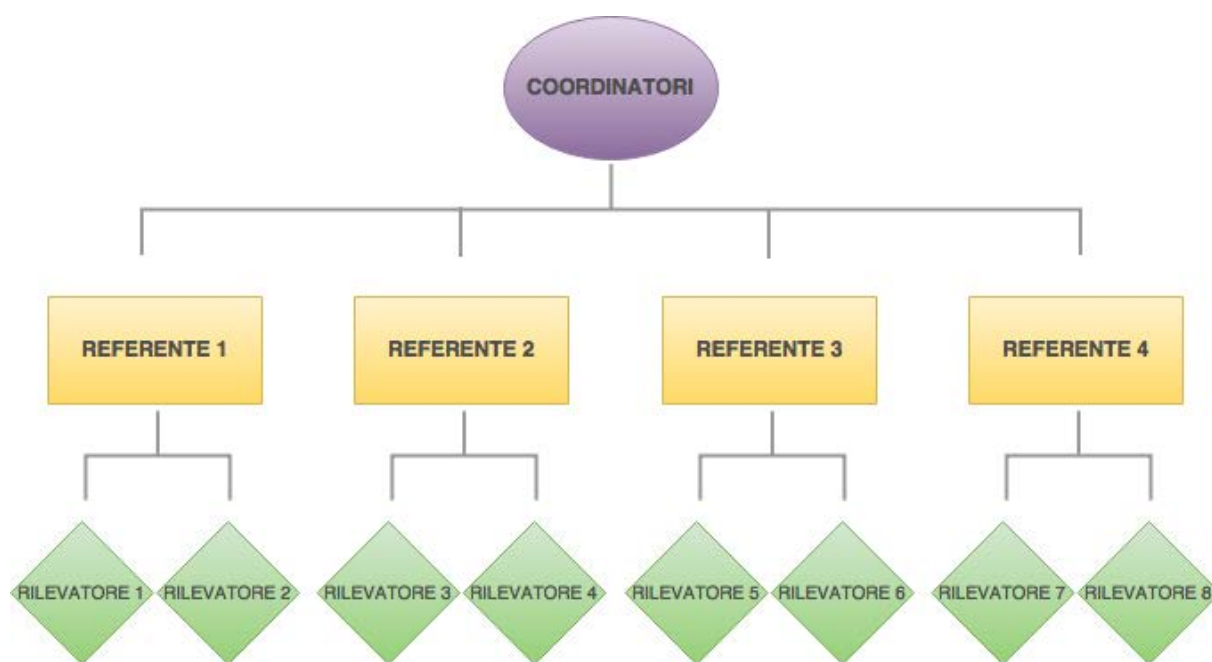 COORDINATORI
REFERENTE 1
REFERENTE 2
REFERENTE 3
REFERENTE 4
RILEVATORE 1
RILEVATORE 2
RILEVATORE 3
RILEVATORE 4
RILEVATORE 5
RILEVATORE 6
RILEVATORE 7
RILEVATORE 8